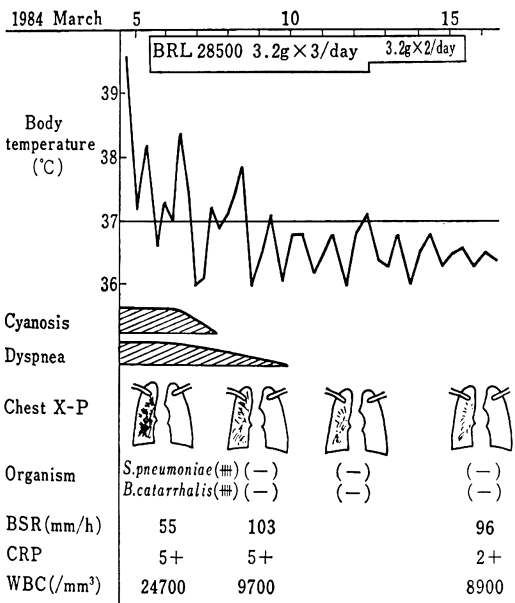 1984 March 5 10 15
BRL 28500 3.2g×3/day 3.2g×2/day
39
Body
temperature
(℃)
38
37
36
Cyanosis
Dyspnea
Chest X-P
Organism S.pneumoniae(卌) (−) (−) (−)
B.catarrhalis(卌) (−) (−) (−)
BSR(mm/h) 55 103 96
CRP 5+ 5+ 2+
WBC(/mm³) 24700 9700 8900